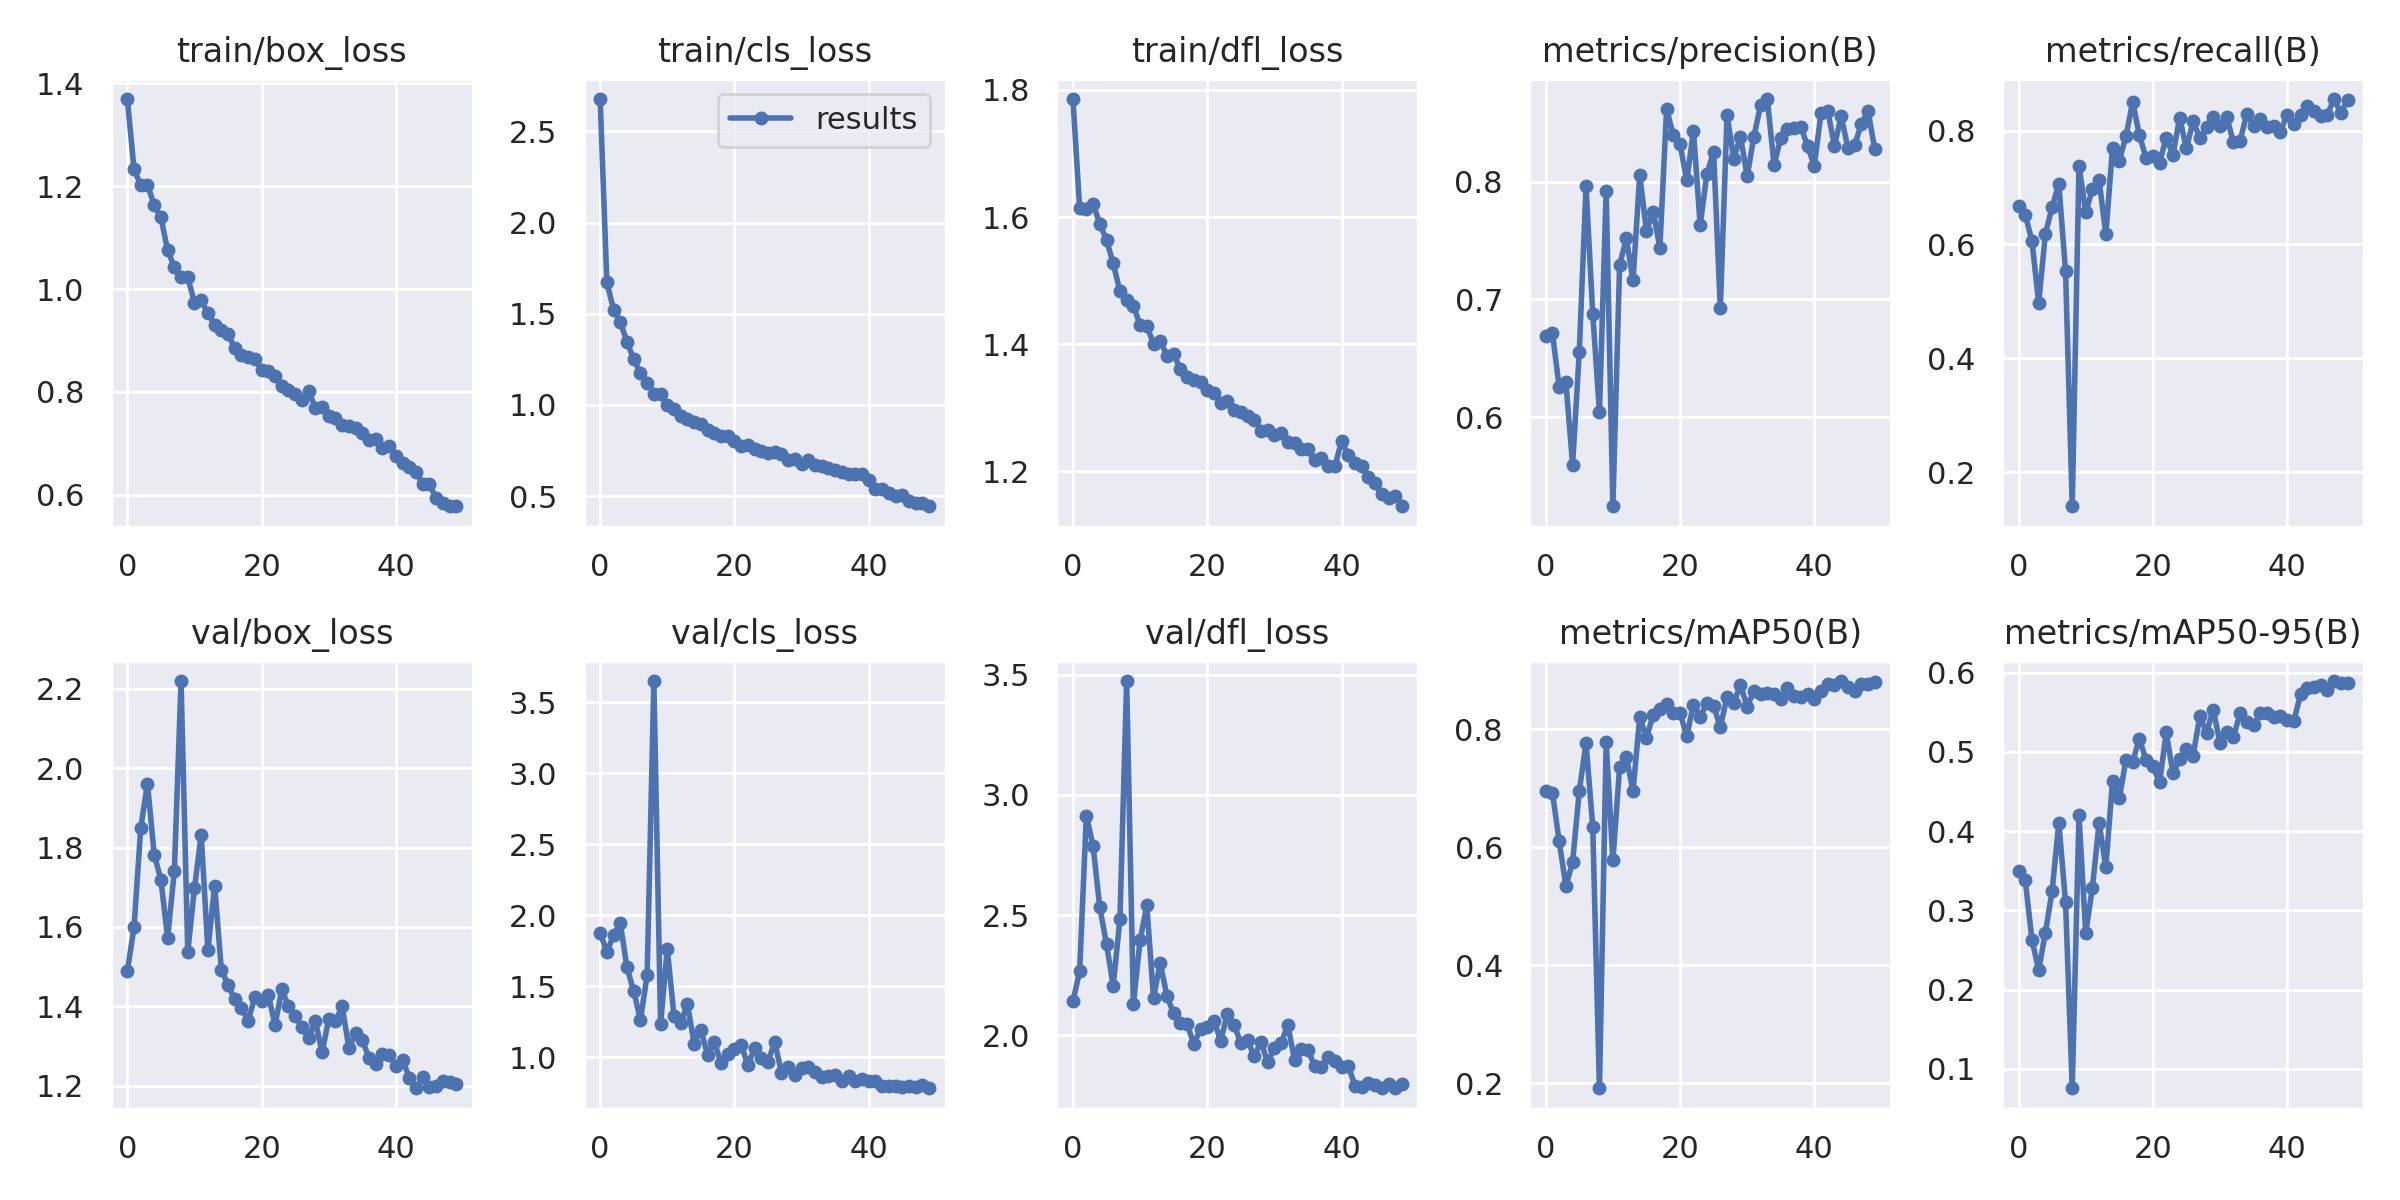 train/box_loss
1.4
1.2
1.0
0.8
0.6
0 20 40
train/cls_loss
results
2.5
2.0
1.5
1.0
0.5
0 20 40
train/dfl_loss
1.8
1.6
1.4
1.2
0 20 40
metrics/precision(B)
0.8
0.7
0.6
0 20 40
metrics/recall(B)
0.8
0.6
0.4
0.2
0 20 40
val/box_loss
2.2
2.0
1.8
1.6
1.4
1.2
0 20 40
val/cls_loss
3.5
3.0
2.5
2.0
1.5
1.0
0 20 40
val/dfl_loss
3.5
3.0
2.5
2.0
0 20 40
metrics/mAP50(B)
0.8
0.6
0.4
0.2
0 20 40
metrics/mAP50-95(B)
0.6
0.5
0.4
0.3
0.2
0.1
0 20 40